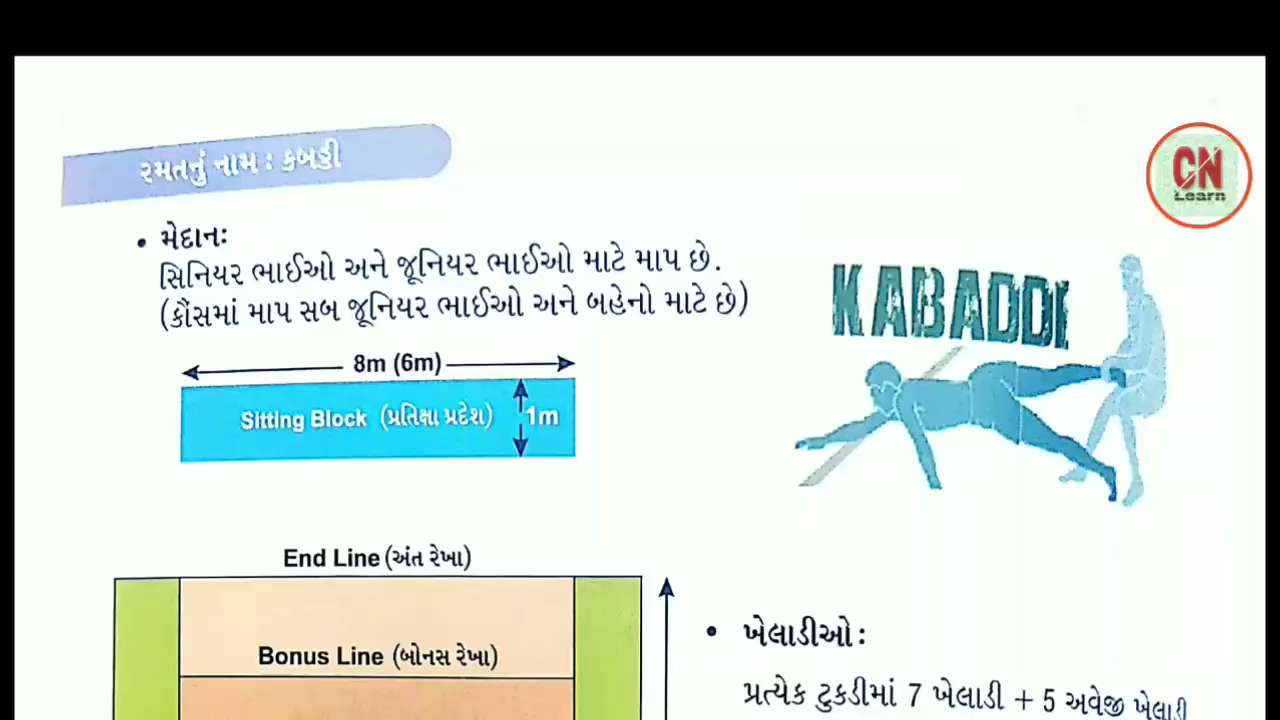 રમતનું નામ : કબડ્ડી
CN
Learn
• મેદાનઃ
સિનિયર ભાઈઓ અને જૂનિયર ભાઈઓ માટે માપ છે.
(કૌંસમાં માપ સબ જૂનિયર ભાઈઓ અને બહેનો માટે છે)
KABADDI
8m (6m)
Sitting Block (પ્રતિક્ષા પ્રદેશ)
1m
End Line (અંત રેખા)
Bonus Line (બોનસ રેખા)
• ખેલાડીઓ :
પ્રત્યેક ટુકડીમાં 7 ખેલાડી + 5 અવેજી ખેલાડી